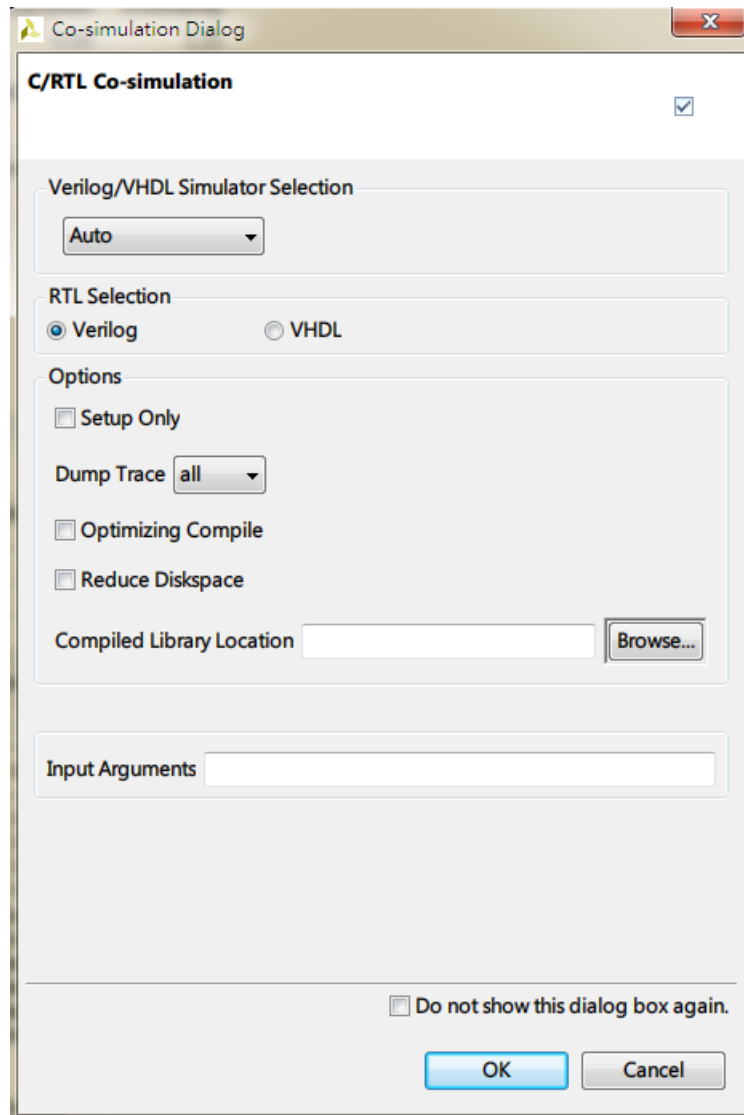 Co-simulation Dialog
C/RTL Co-simulation
Verilog/VHDL Simulator Selection
Auto
RTL Selection
Verilog VHDL
Options
Setup Only
Dump Trace all
Optimizing Compile
Reduce Diskspace
Compiled Library Location Browse...
Input Arguments
Do not show this dialog box again.
OK Cancel